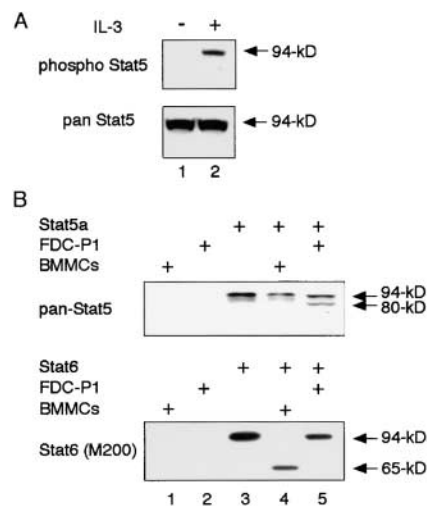 A
IL-3 - +
phospho Stat5 94-kD
pan Stat5 94-kD
1 2
B
Stat5a + + +
FDC-P1 + +
BMMCs + +
pan-Stat5 94-kD
80-kD
Stat6 + + +
FDC-P1 + +
BMMCs + +
Stat6 (M200) 94-kD
65-kD
1 2 3 4 5